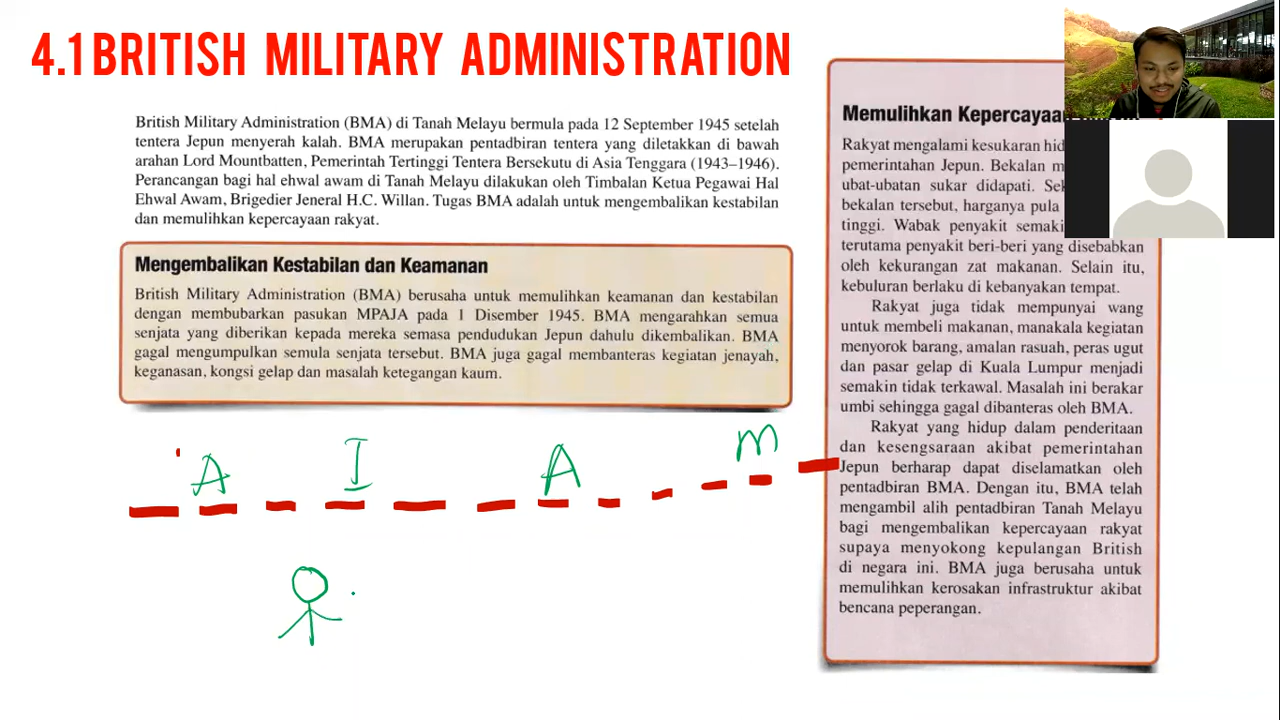 4.1 BRITISH MILITARY ADMINISTRATION
British Military Administration (BMA) di Tanah Melayu bermula pada 12 September 1945 setelah
tentera Jepun menyerah kalah. BMA merupakan pentadbiran tentera yang diletakkan di bawah
arahan Lord Mountbatten, Pemerintah Tertinggi Tentera Bersekutu di Asia Tenggara (1943–1946).
Perancangan bagi hal ehwal awam di Tanah Melayu dilakukan oleh Timbalan Ketua Pegawai Hal
Ehwal Awam, Brigedier Jeneral H.C. Willan. Tugas BMA adalah untuk mengembalikan kestabilan
dan memulihkan kepercayaan rakyat.
Mengembalikan Kestabilan dan Keamanan
British Military Administration (BMA) berusaha untuk memulihkan keamanan dan kestabilan
dengan membubarkan pasukan MPAJA pada 1 Disember 1945. BMA mengarahkan semua
senjata yang diberikan kepada mereka semasa pendudukan Jepun dahulu dikembalikan. BMA
gagal mengumpulkan semula senjata tersebut. BMA juga gagal membanteras kegiatan jenayah,
keganasan, kongsi gelap dan masalah ketegangan kaum.
A I A M
Memulihkan Kepercayaan
Rakyat mengalami kesukaran
pemerintahan Jepun. Bekalan
ubat-ubatan sukar didapati.
bekalan tersebut, harganya pula
tinggi. Wabak penyakit
terutama penyakit beri-beri yang disebabkan
oleh kekurangan zat makanan. Selain itu,
kebuluran berlaku di kebanyakan tempat.
Rakyat juga tidak mempunyai wang
untuk membeli makanan, manakala kegiatan
menyorok barang, amalan rasuah, peras ugut
dan pasar gelap di Kuala Lumpur menjadi
semakin tidak terkawal. Masalah ini berakar
umbi sehingga gagal dibanteras oleh BMA.
Rakyat yang hidup dalam penderitaan
dan kesengsaraan akibat pemerintahan
Jepun berharap dapat diselamatkan oleh
pentadbiran BMA. Dengan itu, BMA telah
mengambil alih pentadbiran Tanah Melayu
bagi mengembalikan kepercayaan rakyat
supaya menyokong kepulangan British
di negara ini. BMA juga berusaha untuk
memulihkan kerosakan infrastruktur akibat
bencana peperangan.